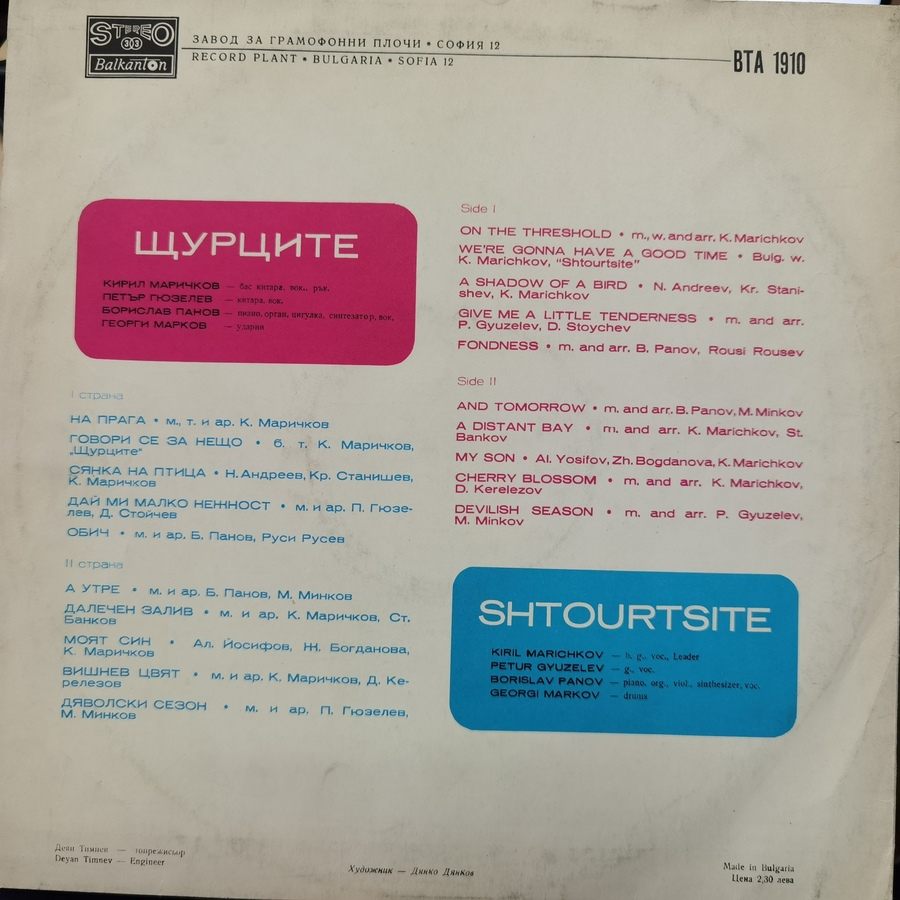 STEREO
33
Balkanton
ЗАВОД ЗА ГРАМОФОННИ ПЛОЧИ • СОФИЯ 12
RECORD PLANT • BULGARIA • SOFIA 12
ВТА 1910
ЩУРЦИТЕ
КИРИЛ МАРИЧКОВ — бас китара, вок., рък.
ПЕТЪР ГЮЗЕЛЕВ — китара, вок.
БОРИСЛАВ ПАНОВ — пиано, орган, цигулка, синтезатор, вок.
ГЕОРГИ МАРКОВ — ударни
I страна
НА ПРАГА • м., т. и ар. К. Маричков
ГОВОРИ СЕ ЗА НЕЩО • б. т. К. Маричков,
„Щурците“
СЯНКА НА ПТИЦА • Н. Андреев, Кр. Станишев,
К. Маричков
ДАЙ МИ МАЛКО НЕЖНОСТ • м. и ар. П. Гюзе-
лев, Д. Стойчев
ОБИЧ • м. и ар. Б. Панов, Руси Русев
II страна
А УТРЕ • м. и ар. Б. Панов, М. Минков
ДАЛЕЧЕН ЗАЛИВ • м. и ар. К. Маричков, Ст.
Банков
МОЯТ СИН • Ал. Йосифов, Ж. Богданова,
К. Маричков
ВИШНЕВ ЦВЯТ • м. и ар. К. Маричков, Д. Ке-
релезов
ДЯВОЛСКИ СЕЗОН • м. и ар. П. Гюзелев,
М. Минков
Side I
ON THE THRESHOLD • m., w. and arr. K. Marichkov
WE'RE GONNA HAVE A GOOD TIME • Bulg. w.
K. Marichkov, "Shtourtsite"
A SHADOW OF A BIRD • N. Andreev, Kr. Stani-
shev, K. Marichkov
GIVE ME A LITTLE TENDERNESS • m. and arr.
P. Gyuzelev, D. Stoychev
FONDNESS • m. and arr. B. Panov, Rousi Rousev
Side II
AND TOMORROW • m. and arr. B. Panov, M. Minkov
A DISTANT BAY • m. and arr. K. Marichkov, St.
Bankov
MY SON • Al. Yosifov, Zh. Bogdanova, K. Marichkov
CHERRY BLOSSOM • m. and arr. K. Marichkov,
D. Kerelezov
DEVILISH SEASON • m. and arr. P. Gyuzelev,
M. Minkov
SHTOURTSITE
KIRIL MARICHKOV — b. g., voc., Leader
PETUR GYUZELEV — g., voc.
BORISLAV PANOV — piano, org., viol., sinthesizer, voc.
GEORGI MARKOV — drums
Деян Тимнев — тонрежисьор
Deyan Timnev — Engineer
Художник — Динко Дянков
Made in Bulgaria
Цена 2,30 лева